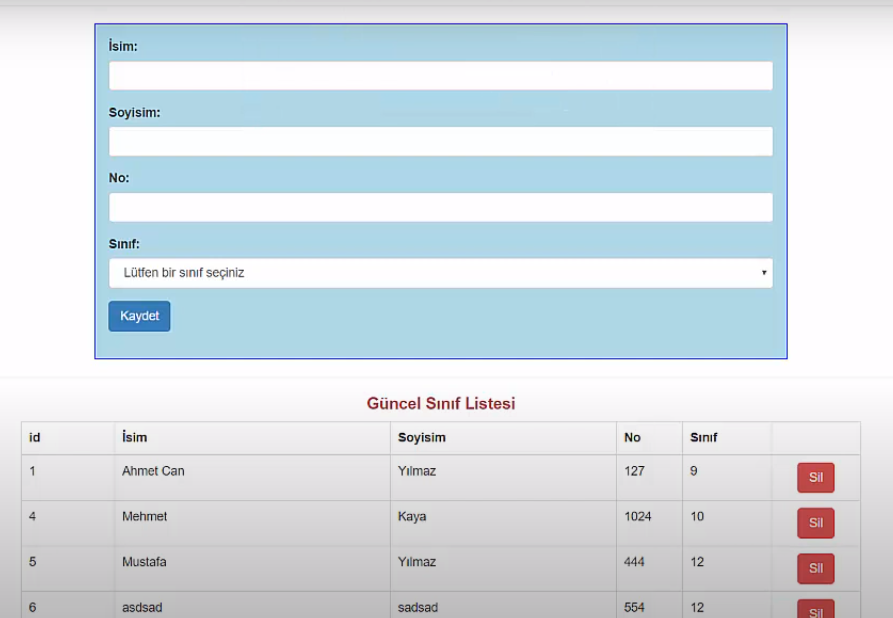 İsim:
Soyisim:
No:
Sınıf:
Lütfen bir sınıf seçiniz
Kaydet
Güncel Sınıf Listesi
id İsim Soyisim No Sınıf
1 Ahmet Can Yılmaz 127 9 Sil
4 Mehmet Kaya 1024 10 Sil
5 Mustafa Yılmaz 444 12 Sil
6 asdsad sadsad 554 12 Sil